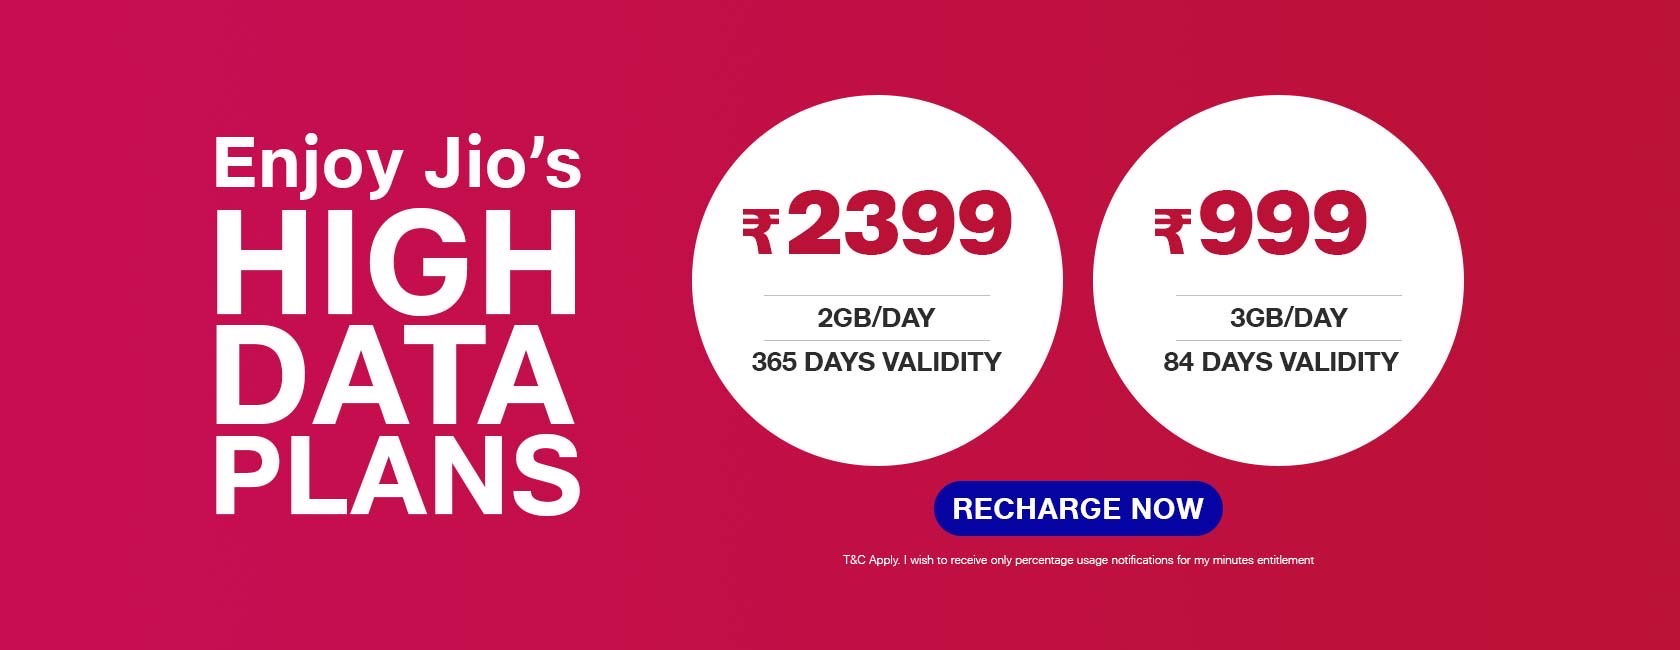 Enjoy Jio’s
HIGH
DATA
PLANS
₹2399
2GB/DAY
365 DAYS VALIDITY
₹999
3GB/DAY
84 DAYS VALIDITY
RECHARGE NOW
T&C Apply. I wish to receive only percentage usage notifications for my minutes entitlement